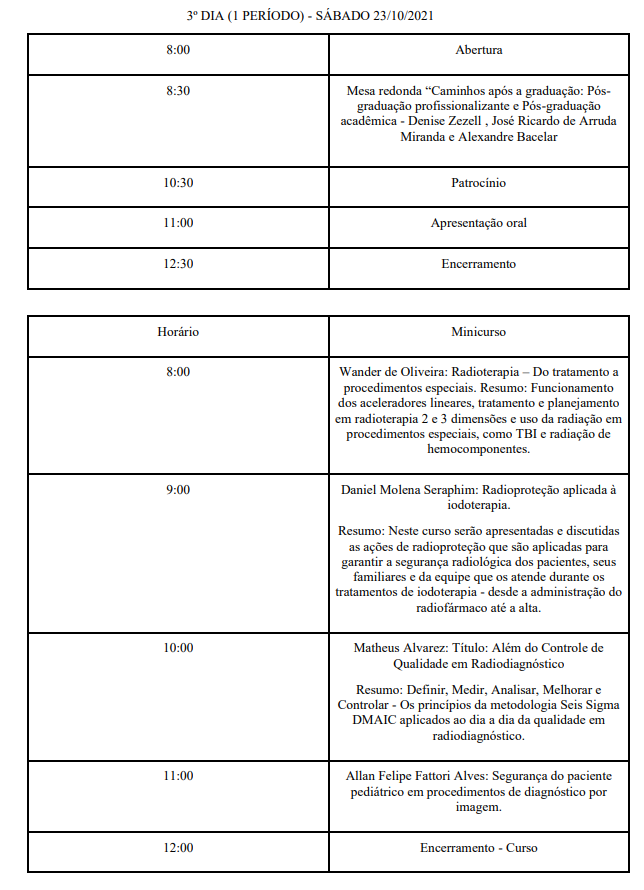 3º DIA (1 PERÍODO) - SÁBADO 23/10/2021
8:00
Abertura
8:30
Mesa redonda “Caminhos após a graduação: Pós-
graduação profissionalizante e Pós-graduação
acadêmica - Denise Zezell , José Ricardo de Arruda
Miranda e Alexandre Bacelar
10:30
Patrocínio
11:00
Apresentação oral
12:30
Encerramento
Horário
Minicurso
8:00
Wander de Oliveira: Radioterapia – Do tratamento a
procedimentos especiais. Resumo: Funcionamento
dos aceleradores lineares, tratamento e planejamento
em radioterapia 2 e 3 dimensões e uso da radiação em
procedimentos especiais, como TBI e radiação de
hemocomponentes.
9:00
Daniel Molena Seraphim: Radioproteção aplicada à
iodoterapia.
Resumo: Neste curso serão apresentadas e discutidas
as ações de radioproteção que são aplicadas para
garantir a segurança radiológica dos pacientes, seus
familiares e da equipe que os atende durante os
tratamentos de iodoterapia - desde a administração do
radiofármaco até a alta.
10:00
Matheus Alvarez: Título: Além do Controle de
Qualidade em Radiodiagnóstico
Resumo: Definir, Medir, Analisar, Melhorar e
Controlar - Os princípios da metodologia Seis Sigma
DMAIC aplicados ao dia a dia da qualidade em
radiodiagnóstico.
11:00
Allan Felipe Fattori Alves: Segurança do paciente
pediátrico em procedimentos de diagnóstico por
imagem.
12:00
Encerramento - Curso